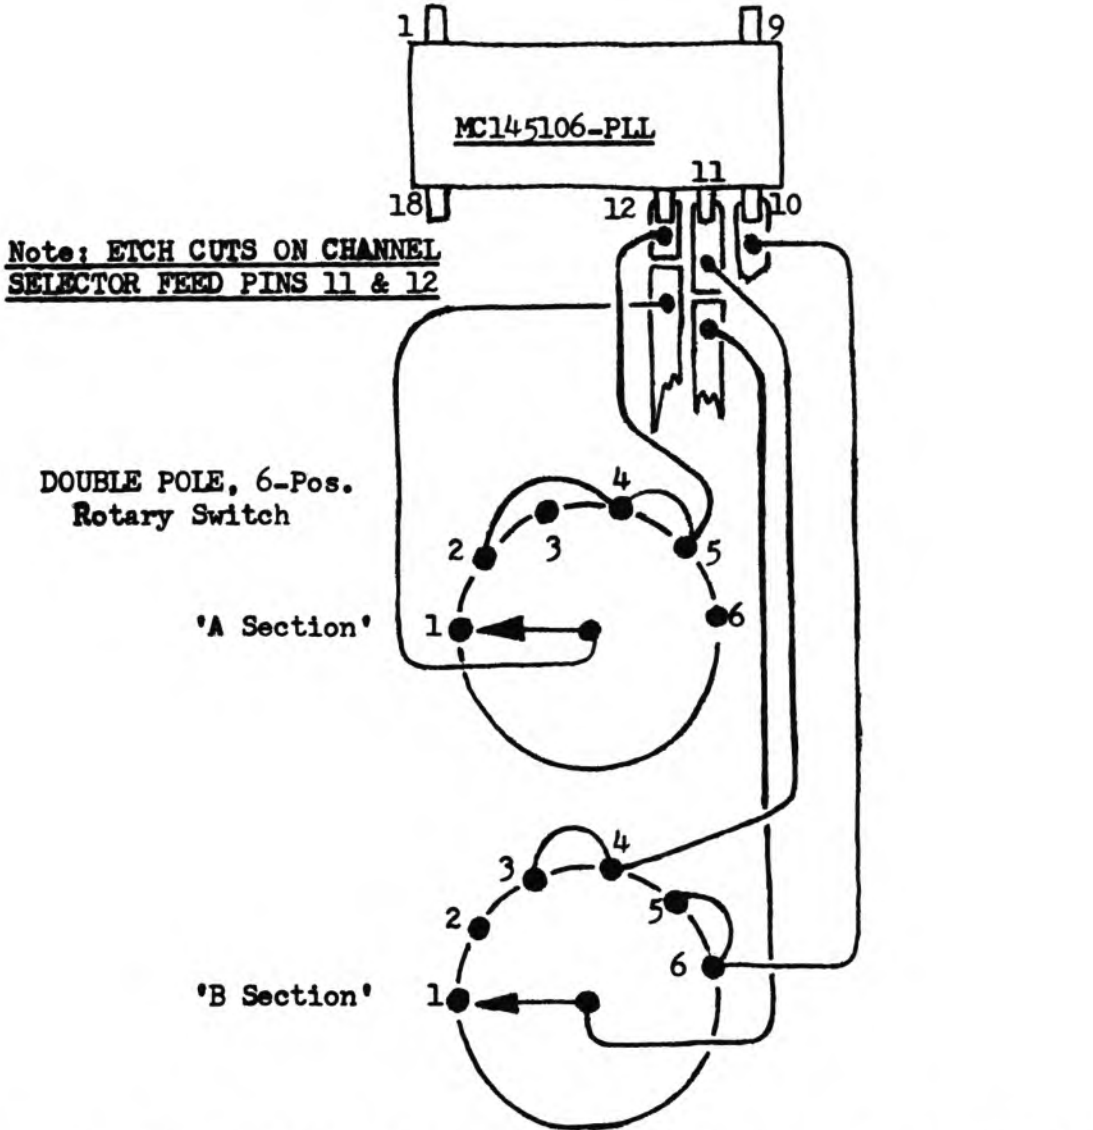 1
9
MC145106-PLL
11
18
12
10
Note: ETCH CUTS ON CHANNEL
SELECTOR FEED PINS 11 & 12
DOUBLE POLE, 6-Pos.
Rotary Switch
4
2
3
5
'A Section'
1
6
4
3
5
2
6
'B Section'
1